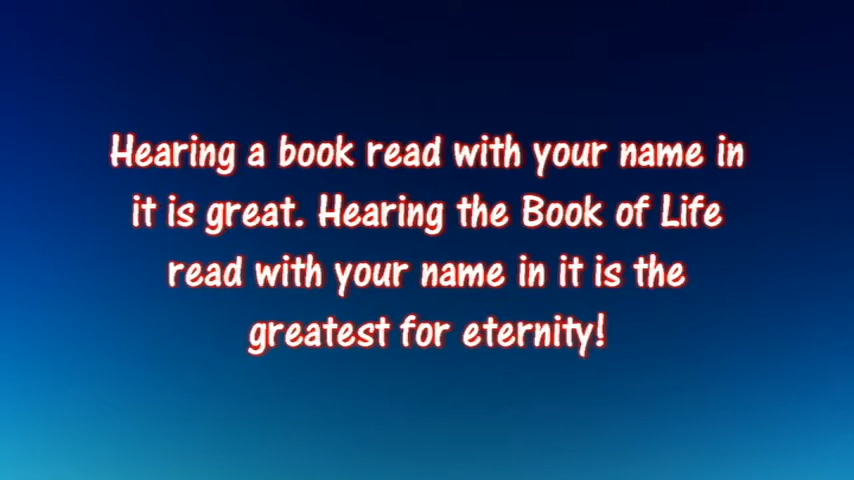 Hearing a book read with your name in
it is great. Hearing the Book of Life
read with your name in it is the
greatest for eternity!